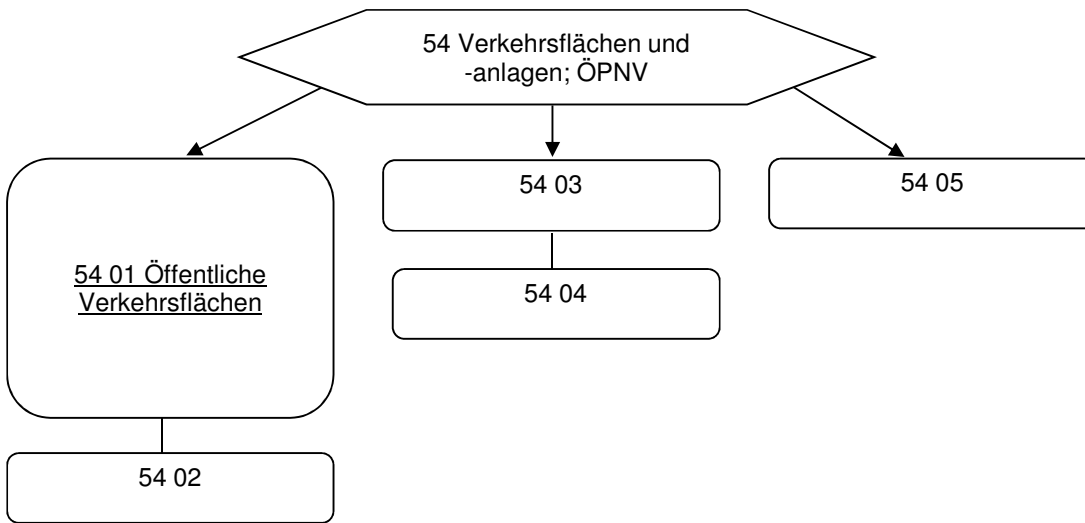 54 Verkehrsflächen und
-anlagen; ÖPNV
54 01 Öffentliche
Verkehrsflächen
54 02
54 03
54 04
54 05